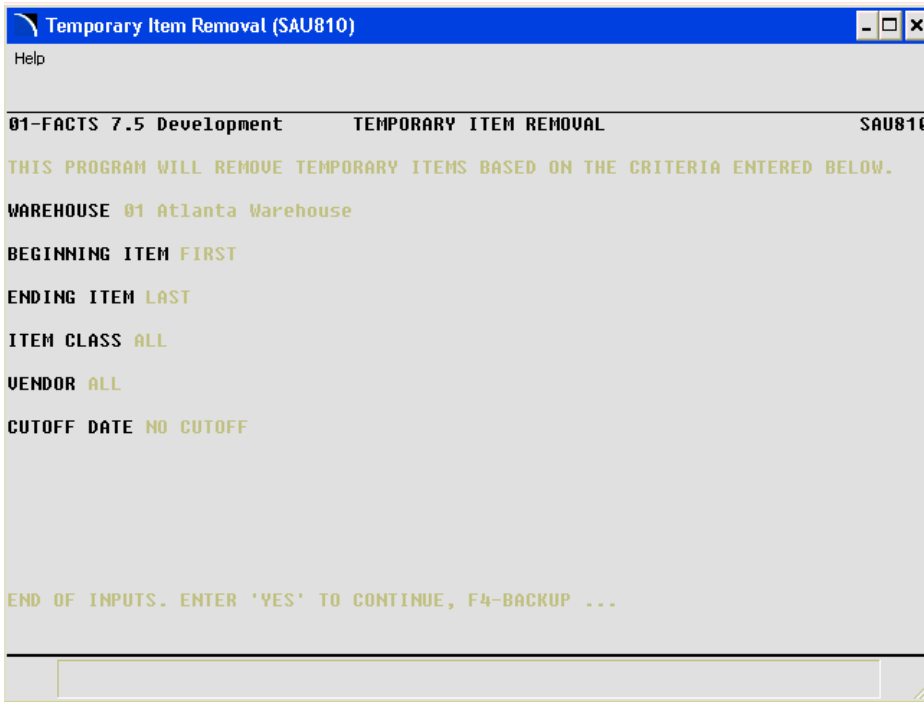 Temporary Item Removal (SAU810)
Help
01-FACTS 7.5 Development TEMPORARY ITEM REMOVAL SAU810
THIS PROGRAM WILL REMOVE TEMPORARY ITEMS BASED ON THE CRITERIA ENTERED BELOW.
WAREHOUSE 01 Atlanta Warehouse
BEGINNING ITEM FIRST
ENDING ITEM LAST
ITEM CLASS ALL
VENDOR ALL
CUTOFF DATE NO CUTOFF
END OF INPUTS. ENTER 'YES' TO CONTINUE, F4-BACKUP ...